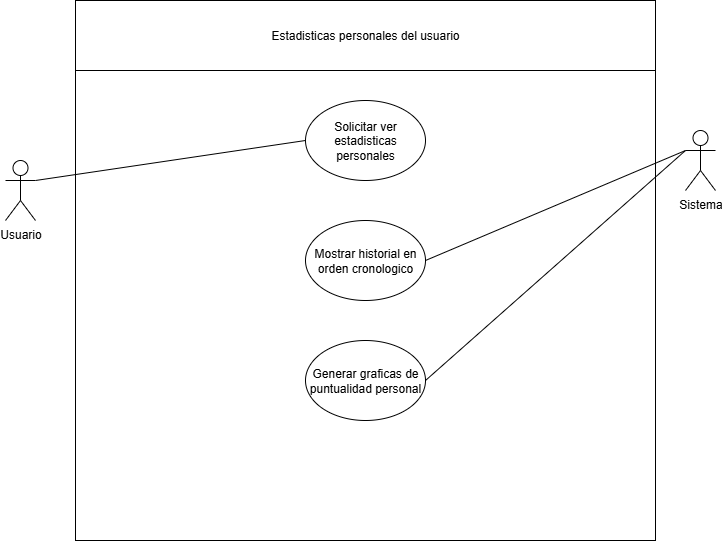 Estadisticas personales del usuario
Solicitar ver
estadisticas
personales
Usuario
Sistema
Mostrar historial en
orden cronologico
Generar graficas de
puntualidad personal